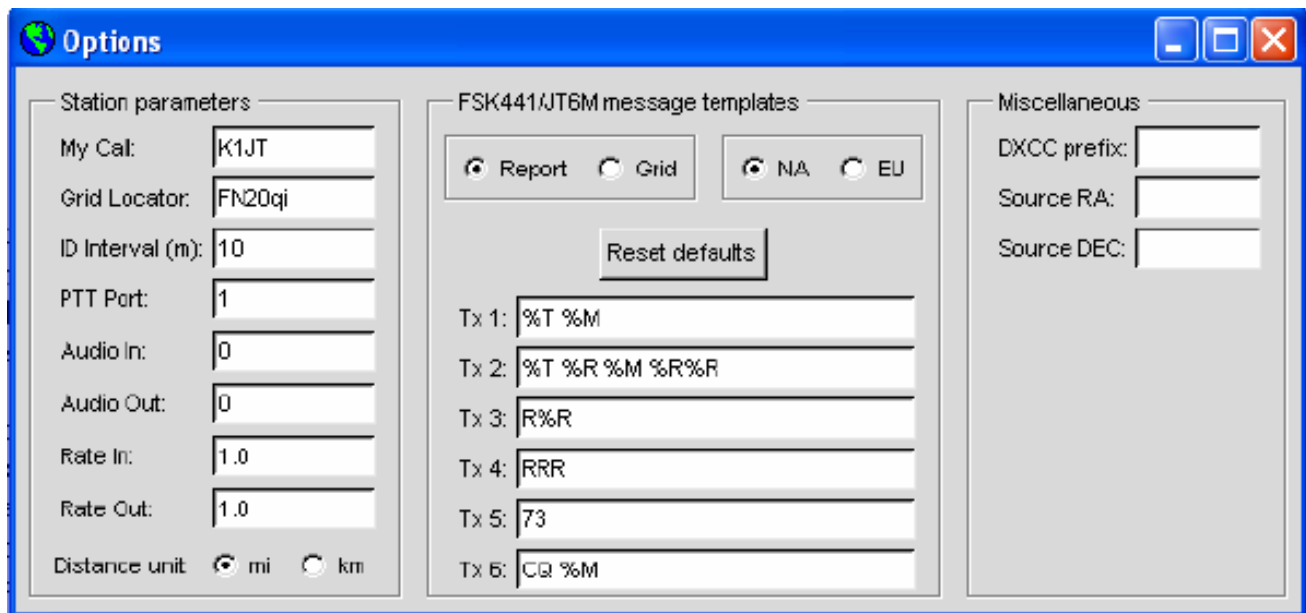 Options
Station parameters
My Call: K1JT
Grid Locator: FN20qi
ID Interval (m): 10
PTT Port: 1
Audio In: 0
Audio Out: 0
Rate In: 1.0
Rate Out: 1.0
Distance unit mi km
FSK441/JT6M message templates
Report Grid NA EU
Reset defaults
Tx 1: %T %M
Tx 2: %T %R %M %R%R
Tx 3: R%R
Tx 4: RRR
Tx 5: 73
Tx 6: CQ %M
Miscellaneous
DXCC prefix:
Source RA:
Source DEC: